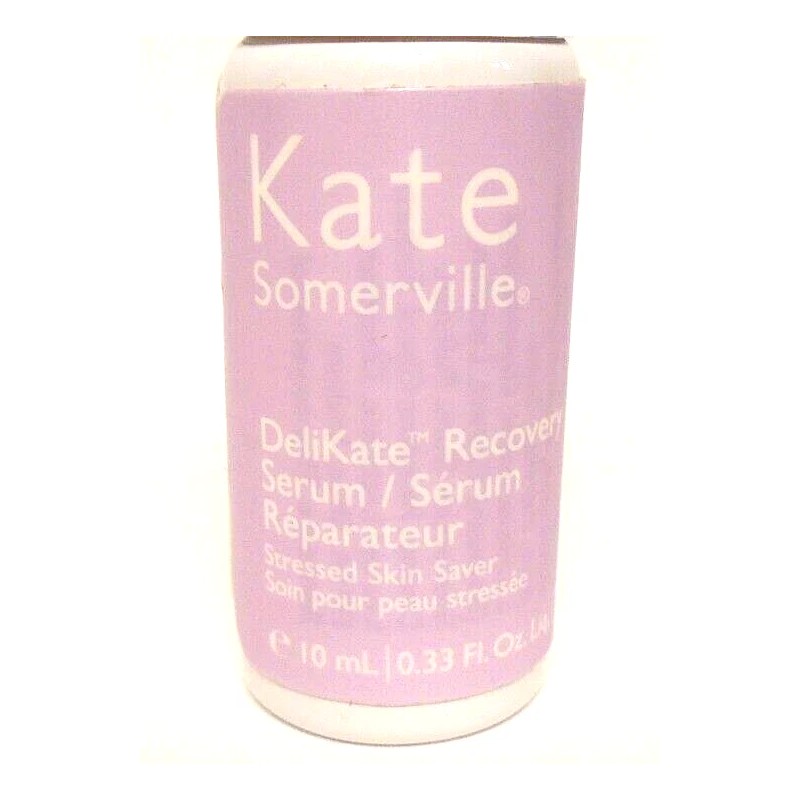 Kate
Somerville®
DeliKate™ Recovery
Serum / Sérum
Réparateur
Stressed Skin Saver
Soin pour peau stressée
℮ 10 mL | 0.33 Fl. Oz. Liq.